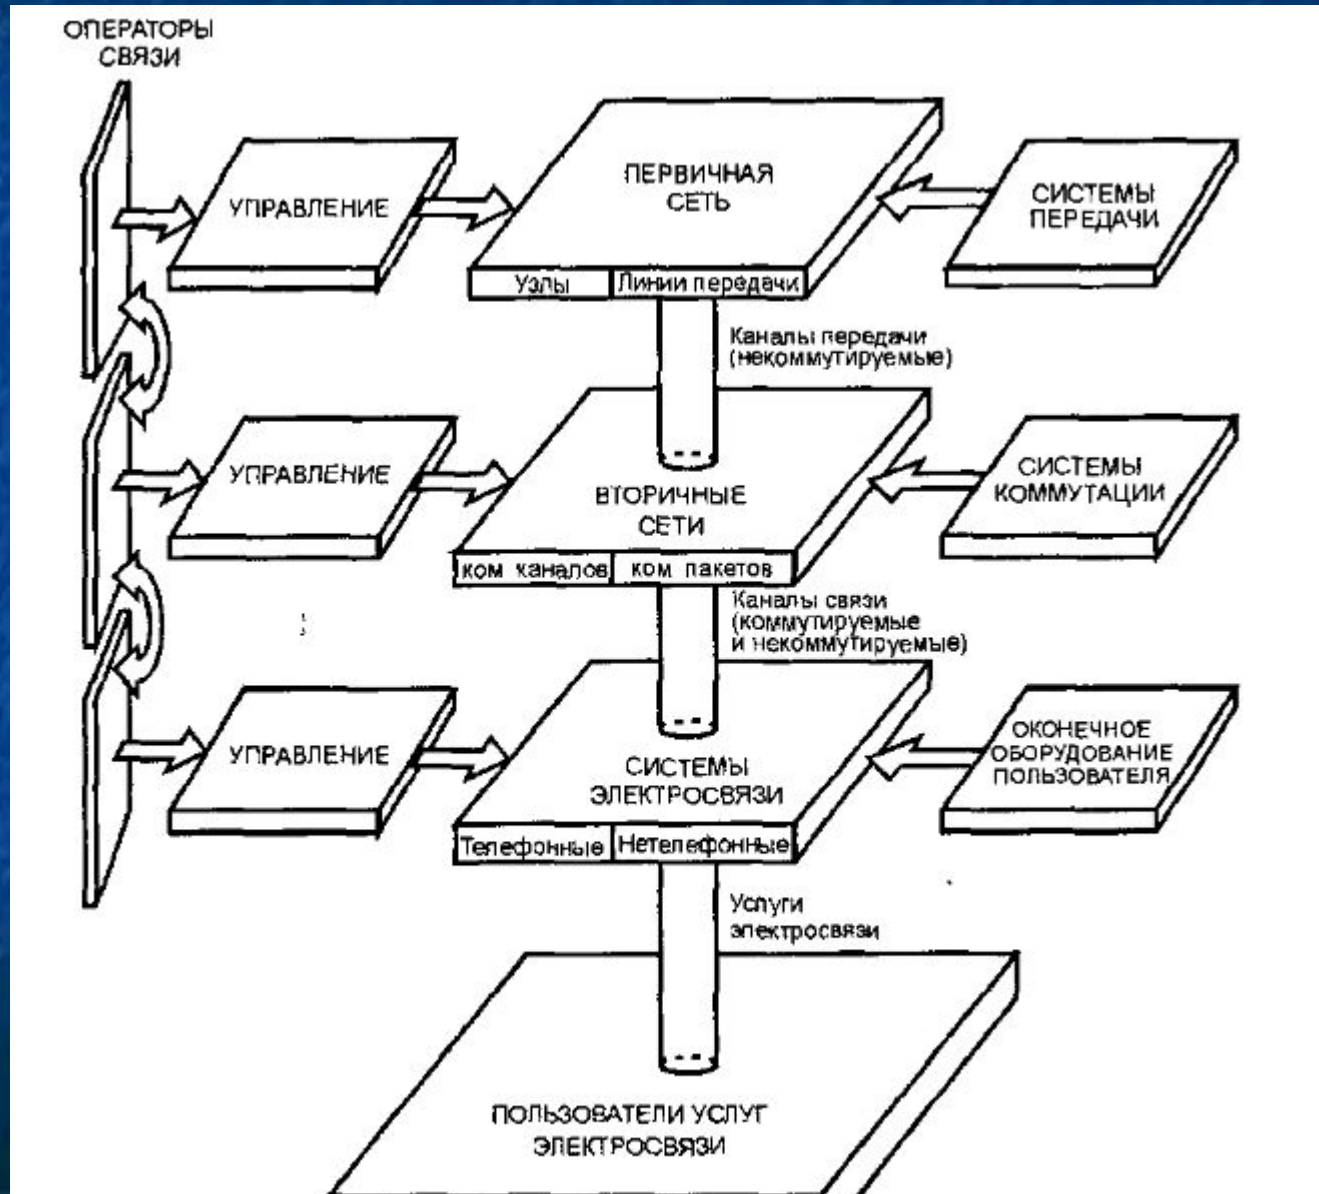 ОПЕРАТОРЫ
СВЯЗИ
УПРАВЛЕНИЕ
ПЕРВИЧНАЯ
СЕТЬ
СИСТЕМЫ
ПЕРЕДАЧИ
Узлы
Линии передачи
Каналы передачи
(некоммутируемые)
УПРАВЛЕНИЕ
ВТОРИЧНЫЕ
СЕТИ
СИСТЕМЫ
КОММУТАЦИИ
ком каналов
ком пакетов
Каналы связи
(коммутируемые
и некоммутируемые)
УПРАВЛЕНИЕ
СИСТЕМЫ
ЭЛЕКТРОСВЯЗИ
ОКОНЕЧНОЕ
ОБОРУДОВАНИЕ
ПОЛЬЗОВАТЕЛЯ
Телефонные
Нетелефонные
Услуги
электросвязи
ПОЛЬЗОВАТЕЛИ УСЛУГ
ЭЛЕКТРОСВЯЗИ